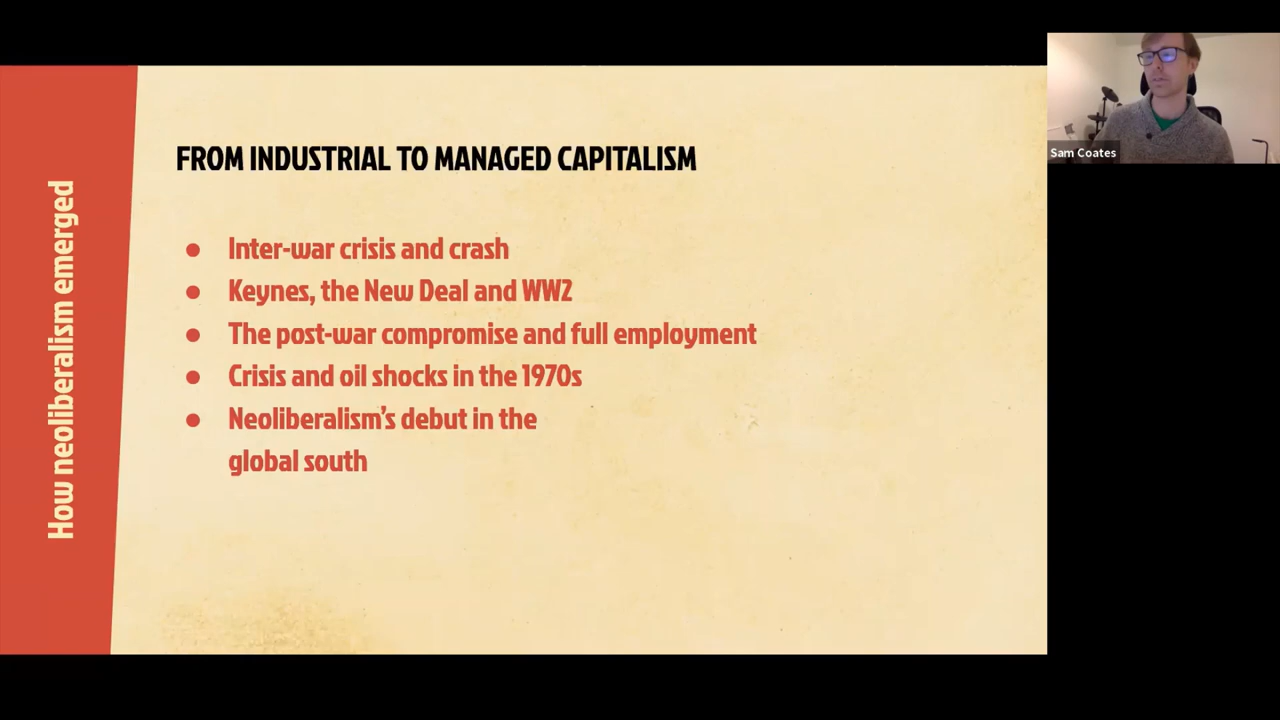 How neoliberalism emerged
FROM INDUSTRIAL TO MANAGED CAPITALISM
● Inter-war crisis and crash
● Keynes, the New Deal and WW2
● The post-war compromise and full employment
● Crisis and oil shocks in the 1970s
● Neoliberalism’s debut in the
global south
Sam Coates